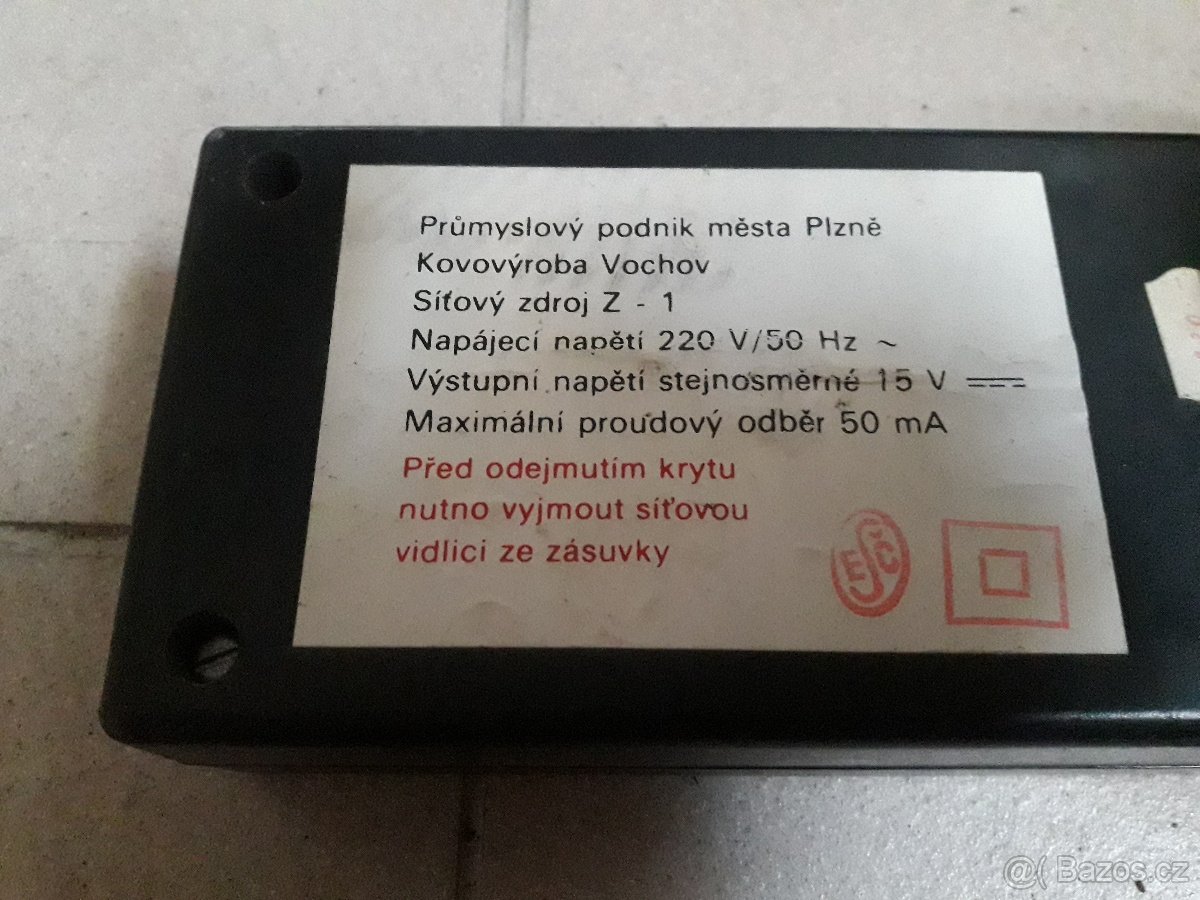 Průmyslový podnik města Plzně
Kovovýroba Vochov
Síťový zdroj Z - 1
Napájecí napětí 220 V/50 Hz ~
Výstupní napětí stejnosměrné 15 V ⎓
Maximální proudový odběr 50 mA
Před odejmutím krytu
nutno vyjmout síťovou
vidlici ze zásuvky
ESČ
@( Bazos.cz